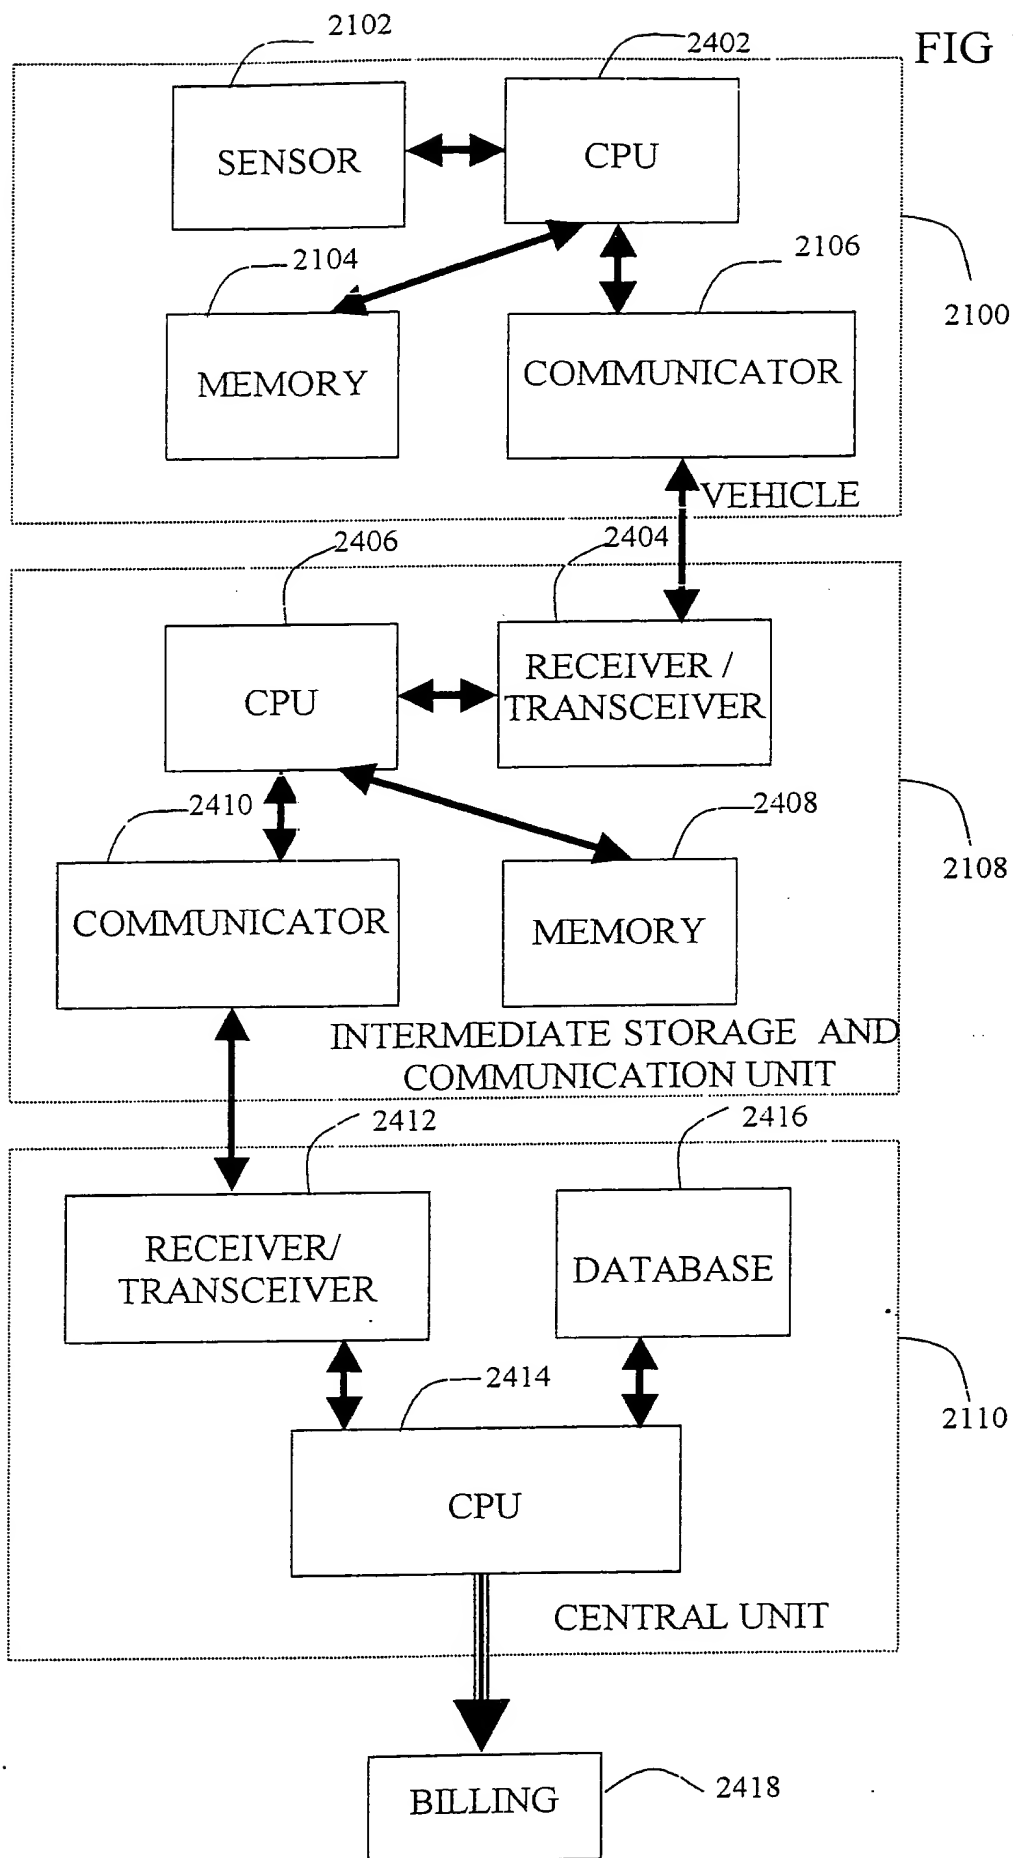 2102
2402
FIG
SENSOR
CPU
2104
2106
2100
MEMORY
COMMUNICATOR
VEHICLE
2406
2404
CPU
RECEIVER /
TRANSCEIVER
2410
2408
2108
COMMUNICATOR
MEMORY
INTERMEDIATE STORAGE AND
COMMUNICATION UNIT
2412
2416
RECEIVER/
TRANSCEIVER
DATABASE
2414
2110
CPU
CENTRAL UNIT
BILLING
2418